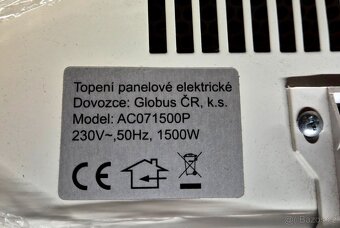 Topení panelové elektrické
Dovozce: Globus ČR, k.s.
Model: AC071500P
230V~,50Hz, 1500W
CE